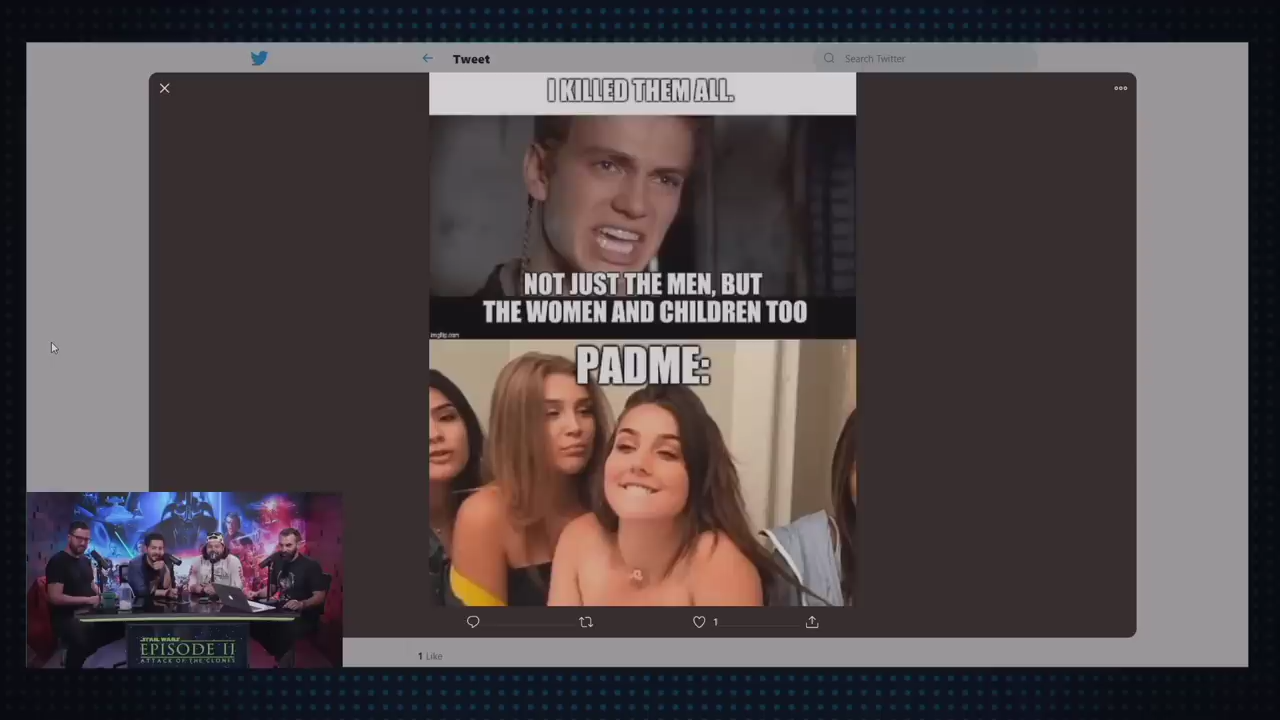 Tweet
Search Twitter
I KILLED THEM ALL.
NOT JUST THE MEN, BUT
THE WOMEN AND CHILDREN TOO
imgflip.com
PADME:
1
1 Like
STAR WARS
EPISODE II
ATTACK OF THE CLONES